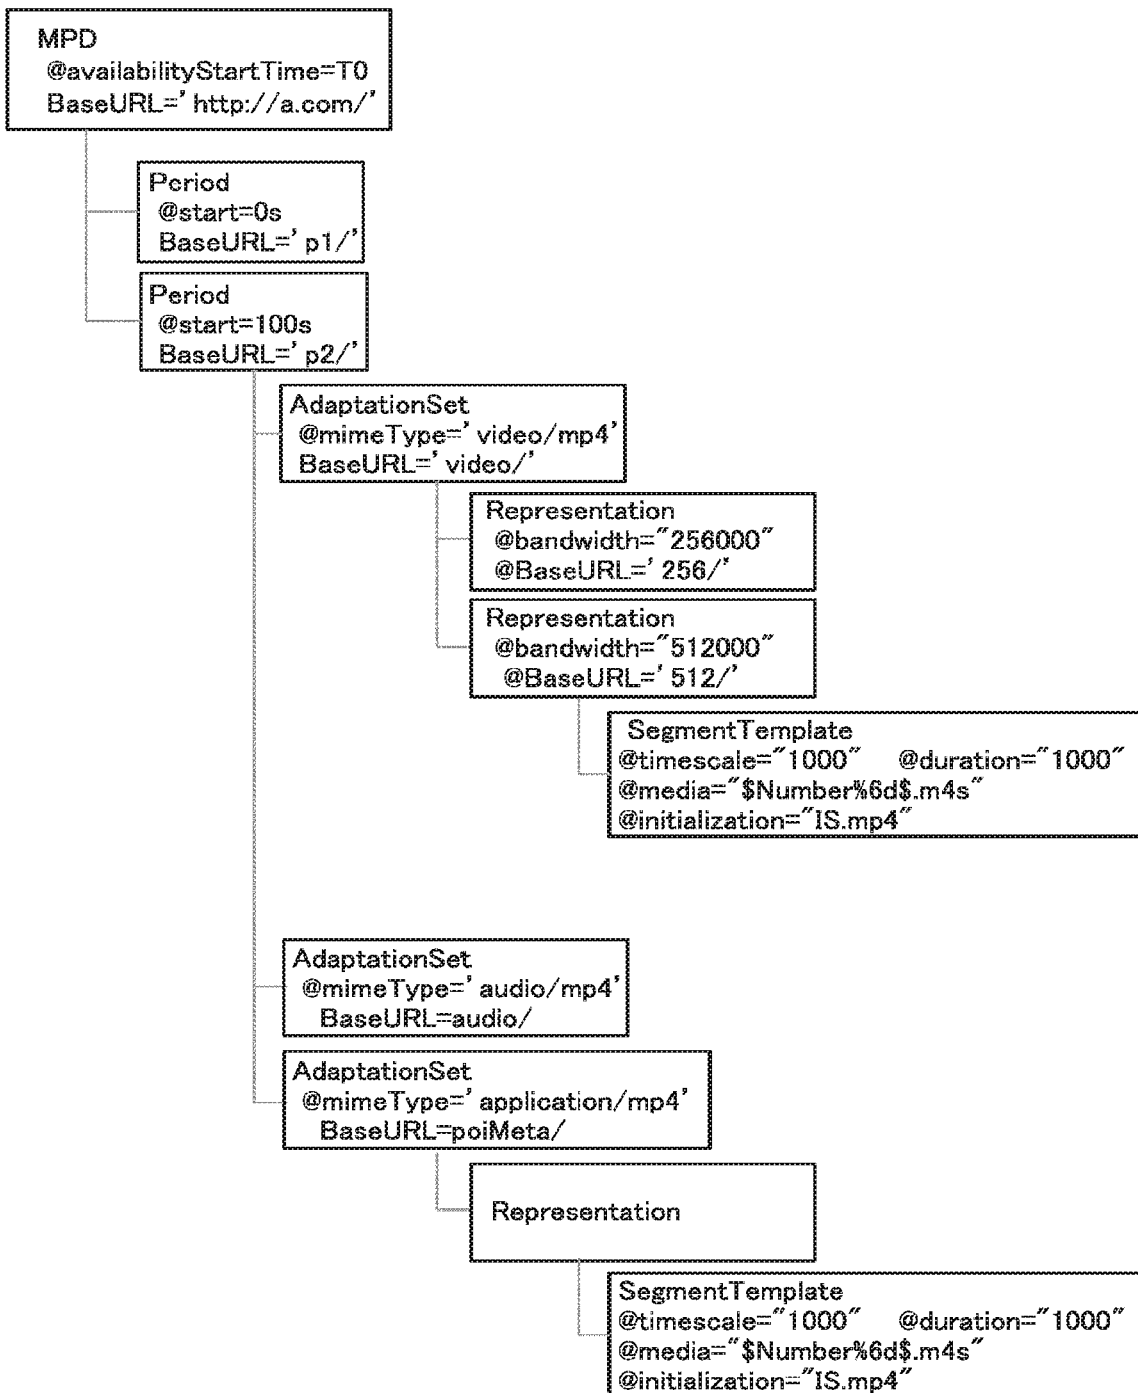 MPD
@availabilityStartTime=T0
BaseURL=' http://a.com/'
Period
@start=0s
BaseURL=' p1/'
Period
@start=100s
BaseURL=' p2/'
AdaptationSet
@mimeType=' video/mp4'
BaseURL=' video/'
Representation
@bandwidth="256000"
@BaseURL=' 256/'
Representation
@bandwidth="512000"
@BaseURL=' 512/'
SegmentTemplate
@timescale="1000" @duration="1000"
@media="$Number%6d$.m4s"
@initialization="IS.mp4"
AdaptationSet
@mimeType=' audio/mp4'
BaseURL=audio/
AdaptationSet
@mimeType=' application/mp4'
BaseURL=poiMeta/
Representation
SegmentTemplate
@timescale="1000" @duration="1000"
@media="$Number%6d$.m4s"
@initialization="IS.mp4"